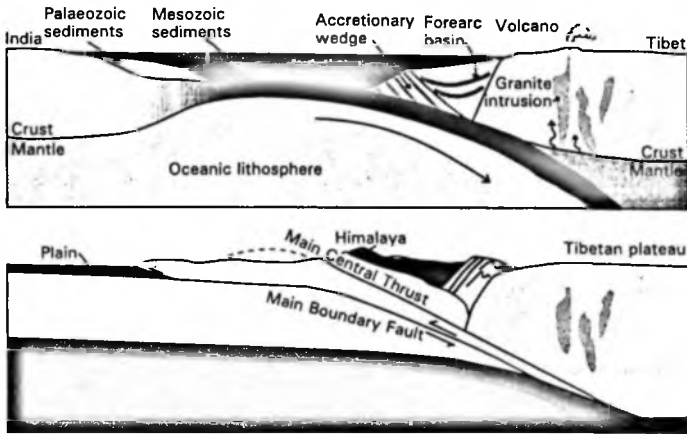 Palaeozoic
sediments
Mesozoic
sediments
Accretionary
wedge
Forearc
basin
Volcano
India
Tibet
Granite
intrusion
Crust
Mantle
Oceanic lithosphere
Crust
Mantle
Plain
Himalaya
Main Central Thrust
Tibetan plateau
Main Boundary Fault